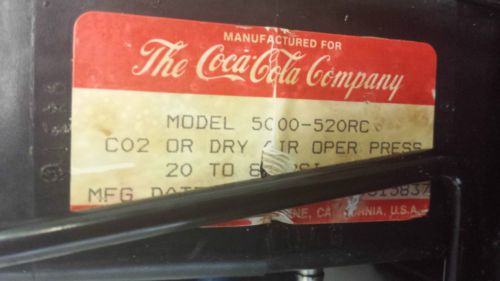 MANUFACTURED FOR
The Coca-Cola Company
MODEL 5000-520RC
CO2 OR DRY AIR OPER PRESS
20 TO
MFG DATE
CALIFORNIA, U.S.A.